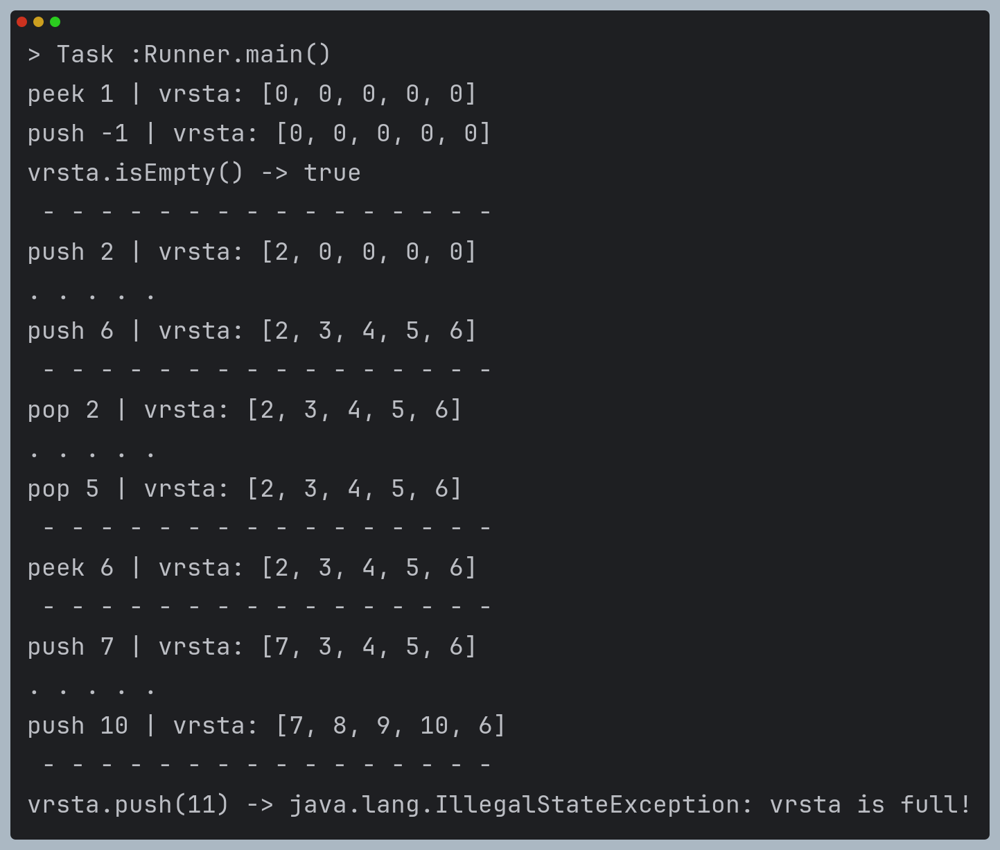 > Task :Runner.main()
peek 1 | vrsta: [0, 0, 0, 0, 0]
push -1 | vrsta: [0, 0, 0, 0, 0]
vrsta.isEmpty() -> true
 - - - - - - - - - - - - - - - -
push 2 | vrsta: [2, 0, 0, 0, 0]
. . . . .
push 6 | vrsta: [2, 3, 4, 5, 6]
 - - - - - - - - - - - - - - - -
pop 2 | vrsta: [2, 3, 4, 5, 6]
. . . . .
pop 5 | vrsta: [2, 3, 4, 5, 6]
 - - - - - - - - - - - - - - - -
peek 6 | vrsta: [2, 3, 4, 5, 6]
 - - - - - - - - - - - - - - - -
push 7 | vrsta: [7, 3, 4, 5, 6]
. . . . .
push 10 | vrsta: [7, 8, 9, 10, 6]
 - - - - - - - - - - - - - - - -
vrsta.push(11) -> java.lang.IllegalStateException: vrsta is full!